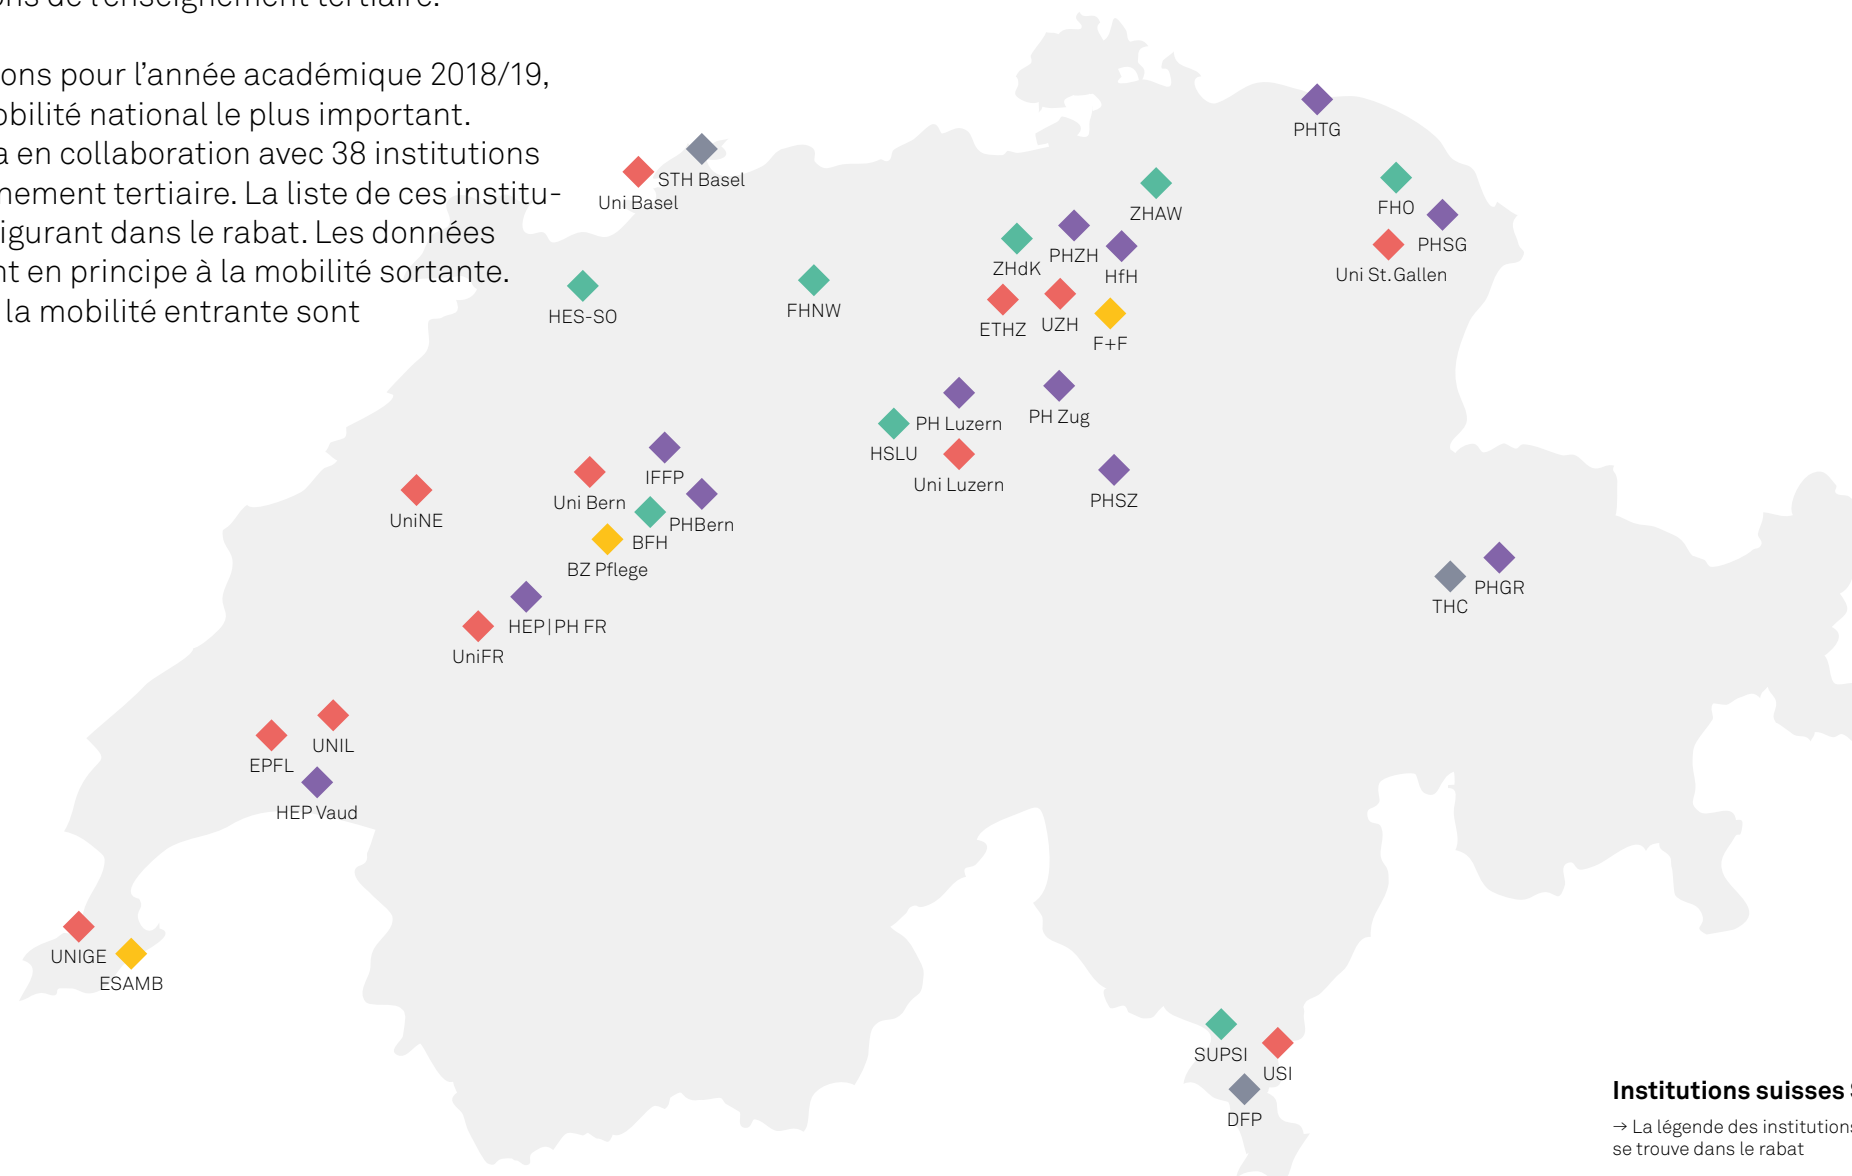 ons de l'enseignement tertiaire.
ons pour l'année académique 2018/19,
obilité national le plus important.
a en collaboration avec 38 institutions
nement tertiaire. La liste de ces institu-
igurant dans le rabat. Les données
nt en principe à la mobilité sortante.
la mobilité entrante sont
PHTG
STH Basel
Uni Basel
ZHAW
FHO
PHSG
Uni St.Gallen
ZHdK
PHZH
HfH
HES-SO
FHNW
ETHZ
UZH
F+F
PH Luzern
PH Zug
HSLU
Uni Luzern
PHSZ
IFFP
Uni Bern
UniNE
PHBern
BFH
BZ Pflege
THC
PHGR
HEP|PH FR
UniFR
UNIL
EPFL
HEP Vaud
UNIGE
ESAMB
SUPSI
USI
DFP
Institutions suisses
→ La légende des institutions
se trouve dans le rabat